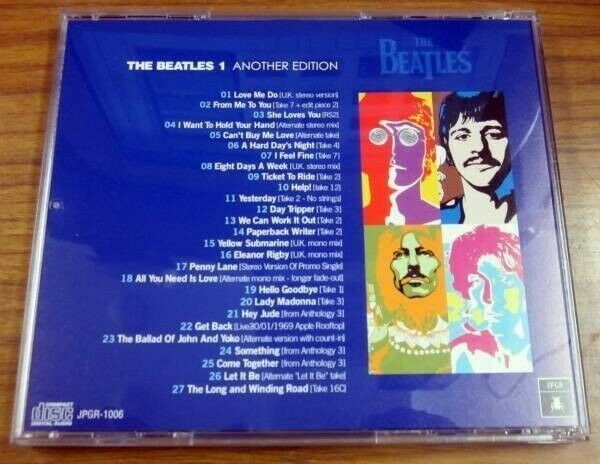 THE BEATLES 1 ANOTHER EDITION
THE
BEATLES
01 Love Me Do [U.K. stereo version]
02 From Me To You [Take 7 + edit piece 2]
03 She Loves You [RS2]
04 I Want To Hold Your Hand [Alternate stereo mix]
05 Can't Buy Me Love [Alternate take]
06 A Hard Day's Night [Take 4]
07 I Feel Fine [Take 7]
08 Eight Days A Week [U.K. stereo mix]
09 Ticket To Ride [Take 2]
10 Help! [take 12]
11 Yesterday [Take 2 - No strings]
12 Day Tripper [Take 3]
13 We Can Work It Out [Take 2]
14 Paperback Writer [Take 2]
15 Yellow Submarine [U.K. mono mix]
16 Eleanor Rigby [U.K. mono mix]
17 Penny Lane [Stereo Version Of Promo Single]
18 All You Need Is Love [Alternate mono mix - longer fade-out]
19 Hello Goodbye [Take 1]
20 Lady Madonna [Take 3]
21 Hey Jude [from Anthology 3]
22 Get Back [Live30/01/1969 Apple Rooftop]
23 The Ballad Of John And Yoko [Alternate version with count-in]
24 Something [from Anthology 3]
25 Come Together [from Anthology 3]
26 Let It Be [Alternate "Let It Be" take]
27 The Long and Winding Road [Take 16C]
COMPACT
disc
DIGITAL AUDIO
JPGR-1006
JPGR